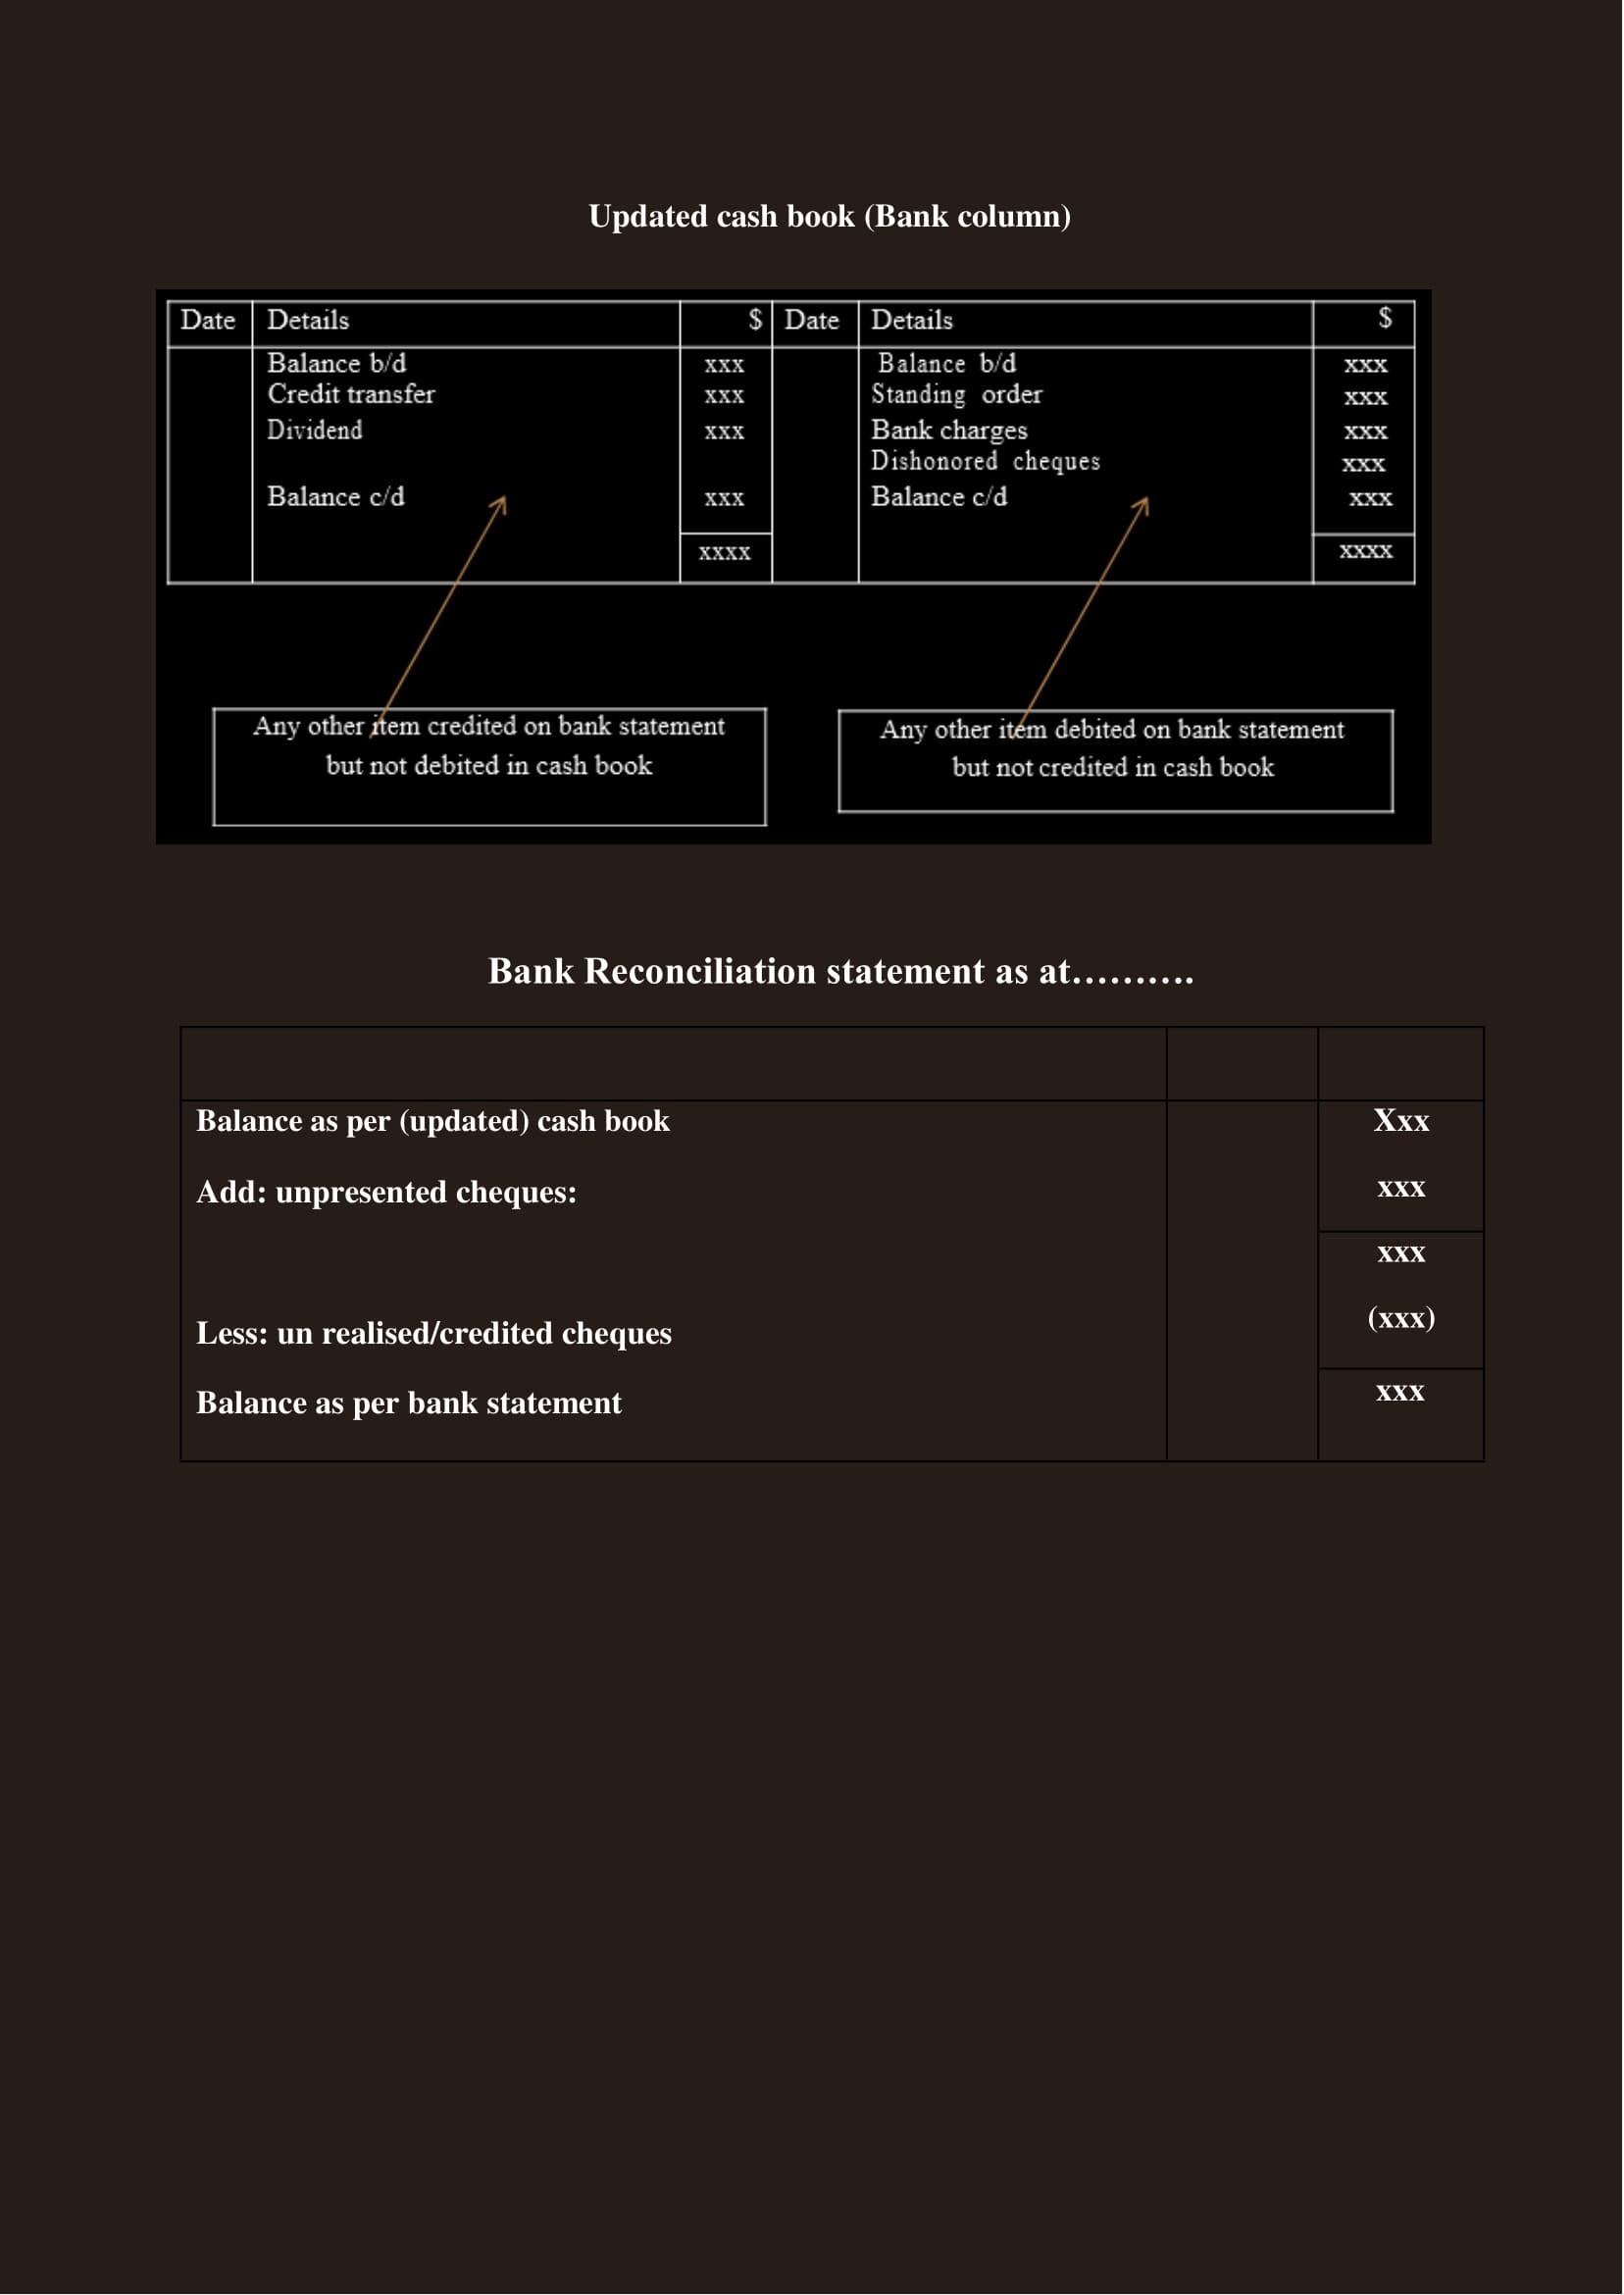 Updated cash book (Bank column)
Date Details $ Date Details $
Balance b/d xxx Balance b/d xxx
Credit transfer xxx Standing order xxx
Dividend xxx Bank charges xxx
Dishonored cheques xxx
Balance c/d xxx Balance c/d xxx
xxxx xxxx
Any other item credited on bank statement
but not debited in cash book
Any other item debited on bank statement
but not credited in cash book
Bank Reconciliation statement as at……….
Balance as per (updated) cash book Xxx
Add: unpresented cheques: xxx
xxx
Less: un realised/credited cheques (xxx)
Balance as per bank statement xxx